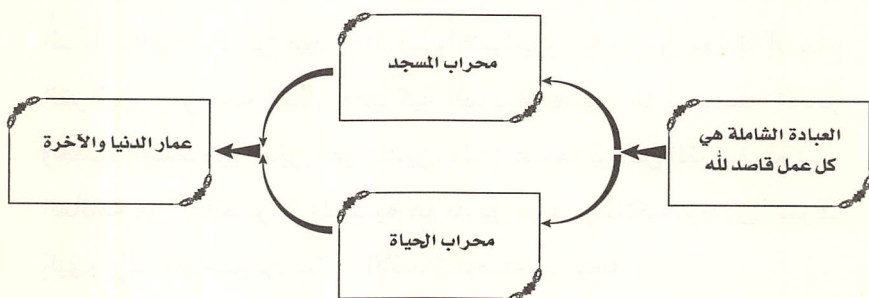 العبادة الشاملة هي
كل عمل قاصد لله
محراب المسجد
محراب الحياة
عمار الدنيا والآخرة